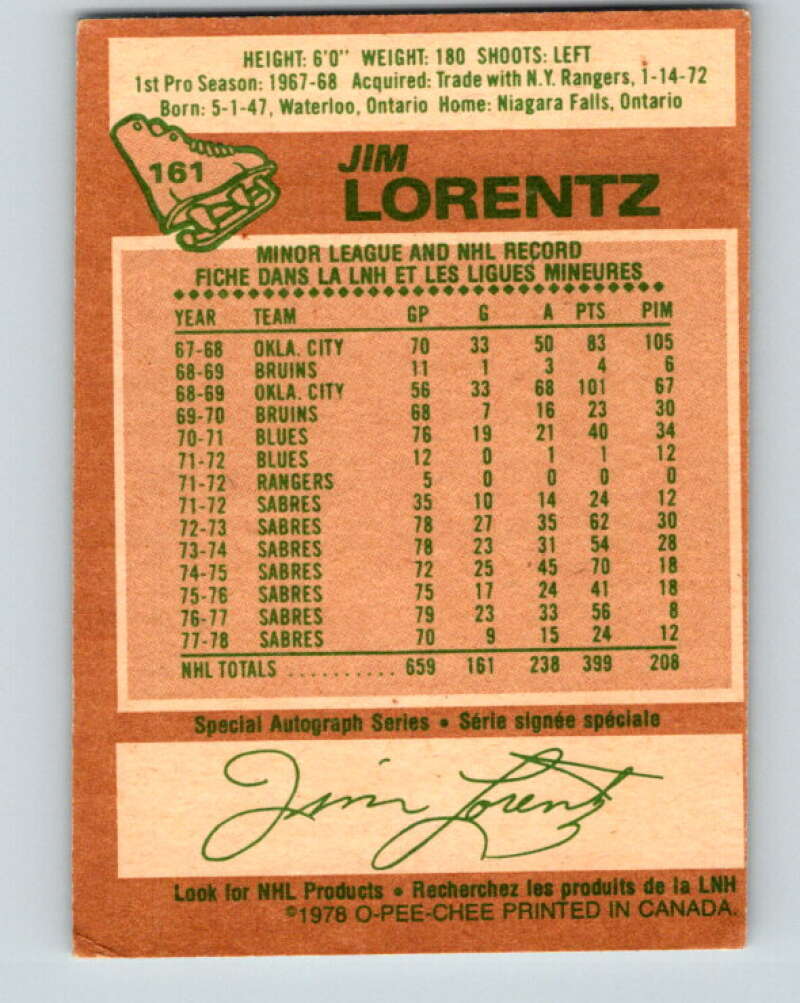 HEIGHT: 6'0" WEIGHT: 180 SHOOTS: LEFT
1st Pro Season: 1967-68 Acquired: Trade with N.Y. Rangers, 1-14-72
Born: 5-1-47, Waterloo, Ontario Home: Niagara Falls, Ontario
161
JIM
LORENTZ
MINOR LEAGUE AND NHL RECORD
FICHE DANS LA LNH ET LES LIGUES MINEURES
YEAR TEAM GP G A PTS PIM
67-68 OKLA. CITY 70 33 50 83 105
68-69 BRUINS 11 1 3 4 6
68-69 OKLA. CITY 56 33 68 101 67
69-70 BRUINS 68 7 16 23 30
70-71 BLUES 76 19 21 40 34
71-72 BLUES 12 0 1 1 12
71-72 RANGERS 5 0 0 0 0
71-72 SABRES 35 10 14 24 12
72-73 SABRES 78 27 35 62 30
73-74 SABRES 78 23 31 54 28
74-75 SABRES 72 25 45 70 18
75-76 SABRES 75 17 24 41 18
76-77 SABRES 79 23 33 56 8
77-78 SABRES 70 9 15 24 12
NHL TOTALS .......... 659 161 238 399 208
Special Autograph Series • Série signée spéciale
Jim Lorentz
Look for NHL Products • Recherchez les produits de la LNH
©1978 O-PEE-CHEE PRINTED IN CANADA.